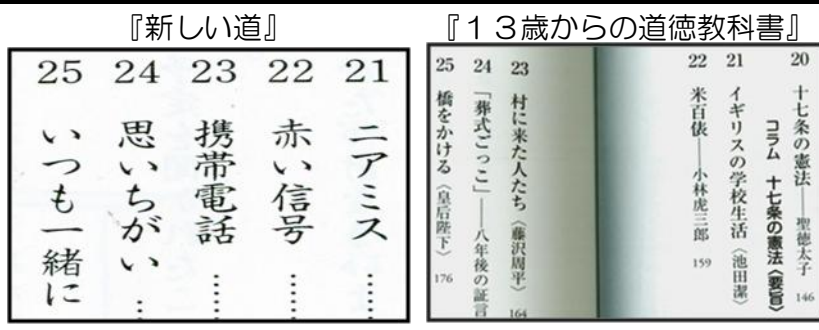 『新しい道』
21 ニアミス ……
22 赤い信号 ……
23 携帯電話 ……
24 思いちがい …
25 いつも一緒に
『１３歳からの道徳教科書』
20 十七条の憲法――聖徳太子 146
コラム 十七条の憲法〈要旨〉
21 イギリスの学校生活〈池田潔〉
22 米百俵――小林虎三郎 159
23 村に来た人たち〈藤沢周平〉 164
24 「葬式ごっこ」――八年後の証言
25 橋をかける〈皇后陛下〉 176